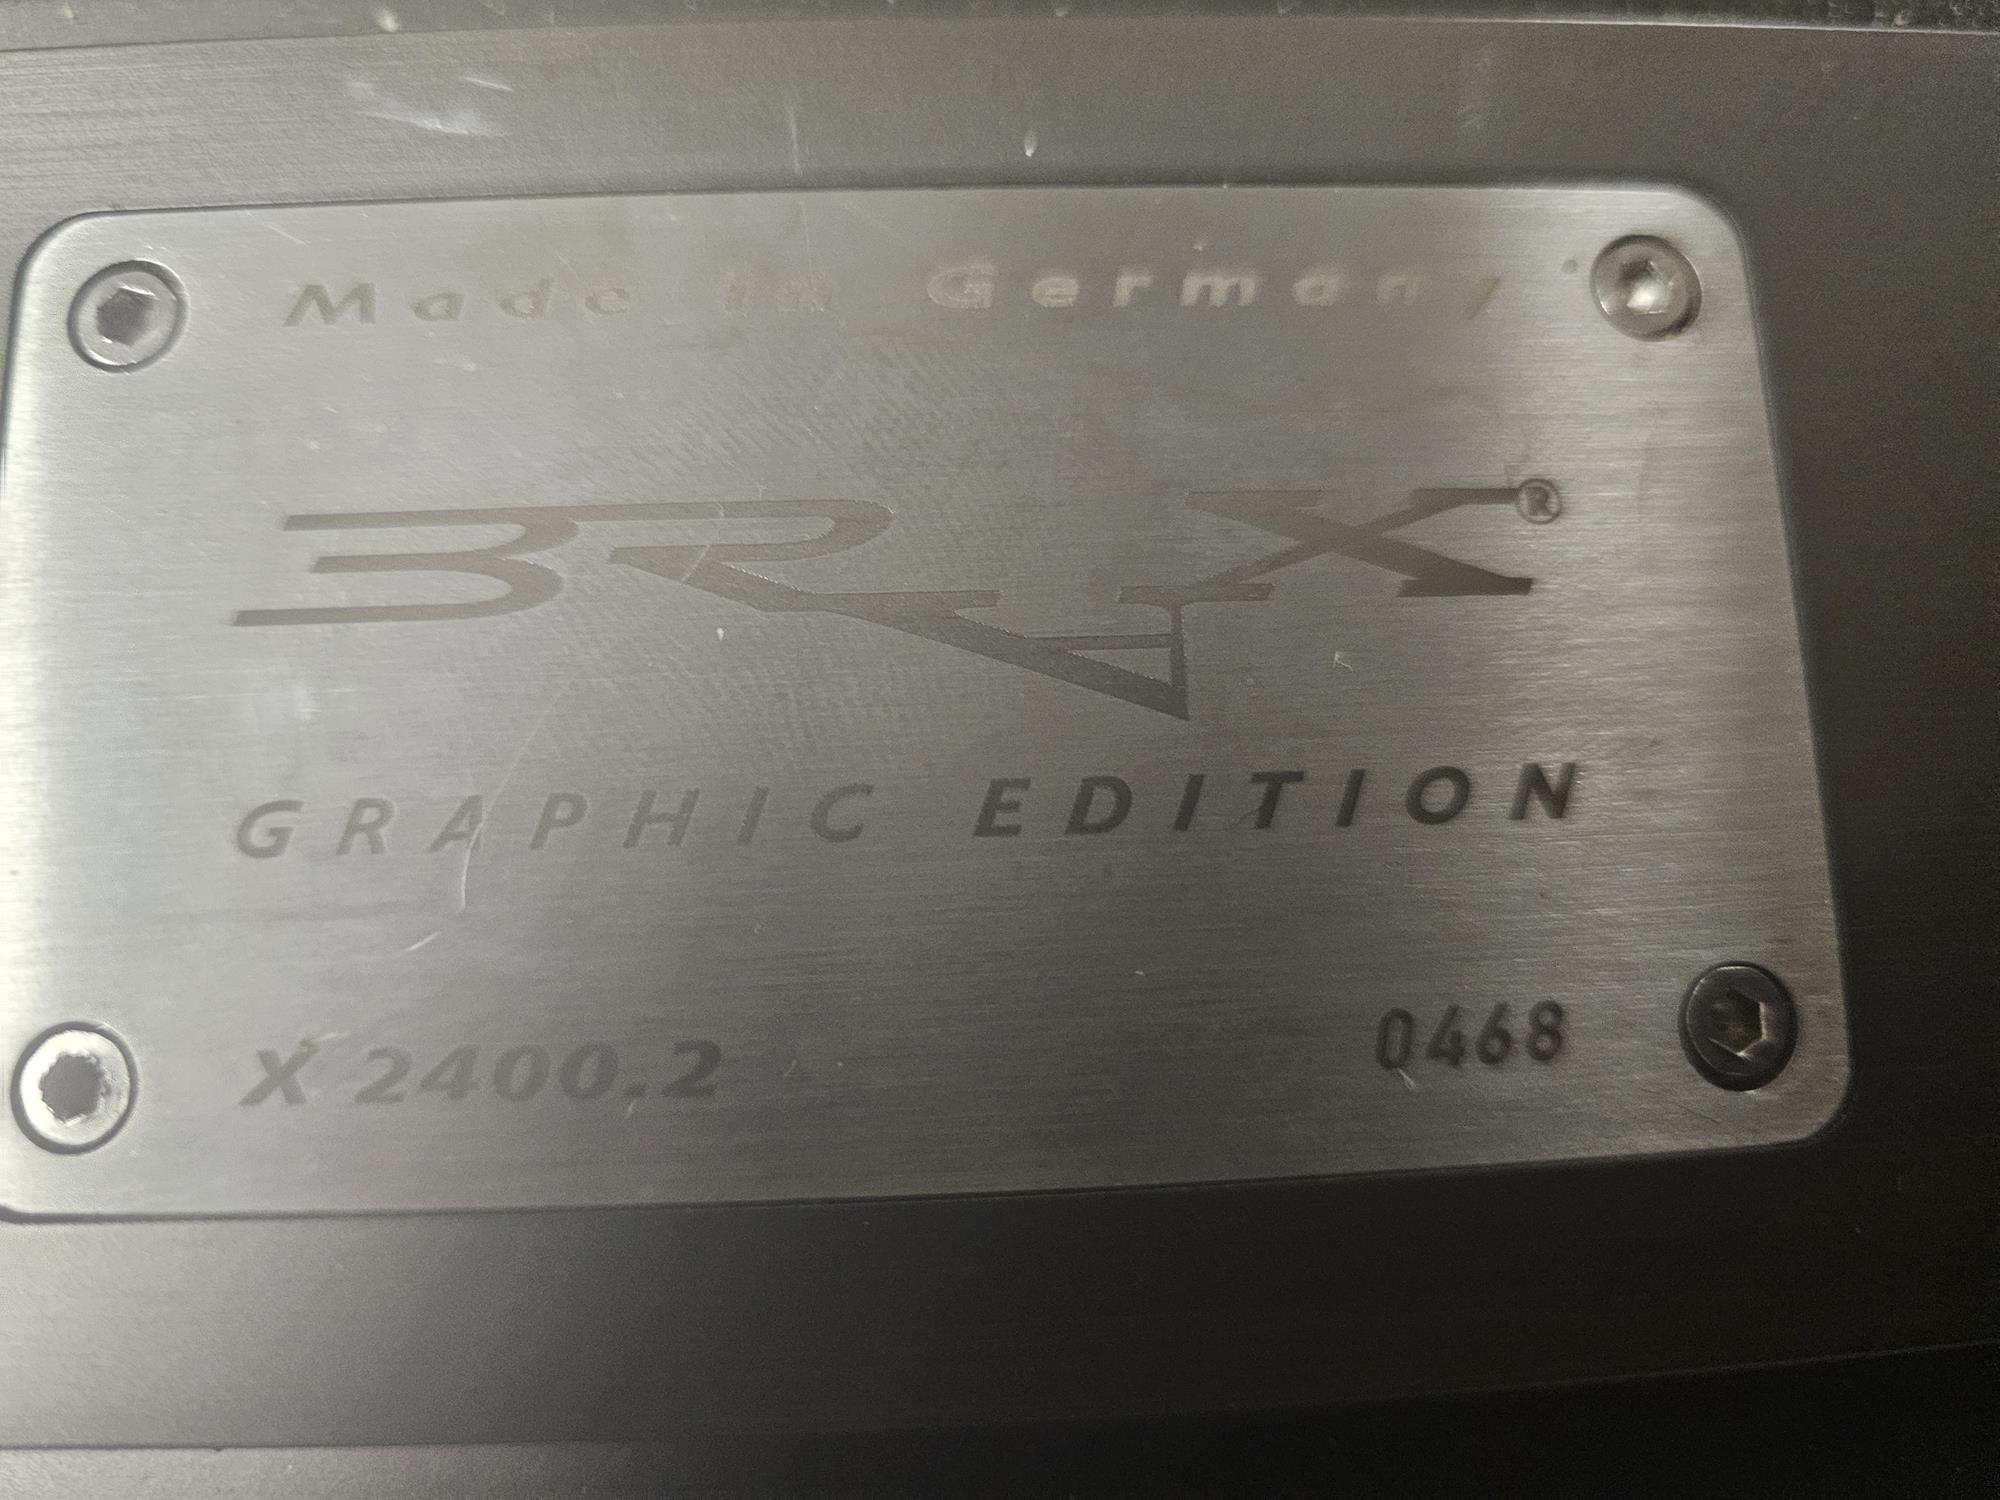 Made in Germany
BRAX®
GRAPHIC EDITION
X 2400.2 0468